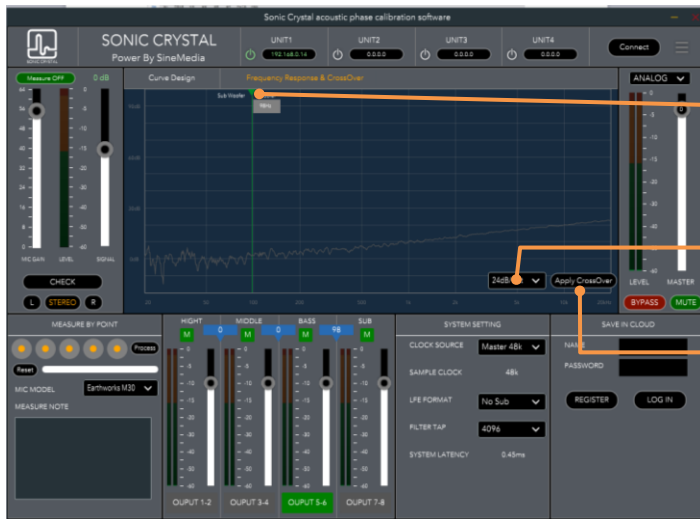 Sonic Crystal acoustic phase calibration software
SONIC CRYSTAL
SONIC CRYSTAL
Power By SineMedia
UNIT1
192.168.0.16
UNIT2
0.0.0.0
UNIT3
0.0.0.0
UNIT4
0.0.0.0
Connect
Measure OFF
0 dB
Curve Design
Frequency Response & CrossOver
ANALOG
Sub Woofer
98Hz
0dB
MIC GAIN
LEVEL
SIGNAL
CHECK
L
STEREO
R
Apply CrossOver
LEVEL
MASTER
BYPASS
MUTE
MEASURE BY POINT
Process
Reset
MIC MODEL
Earthworks M30
MEASURE NOTE
HIGHT
MIDDLE
BASS
SUB
M
0
M
0
M
98
M
OUPUT 1-2
OUPUT 3-4
OUPUT 5-6
OUPUT 7-8
SYSTEM SETTING
CLOCK SOURCE
Master 48k
SAMPLE CLOCK
48k
LFE FORMAT
No Sub
FILTER TAP
4096
SYSTEM LATENCY
0.45ms
SAVE IN CLOUD
NAME
PASSWORD
REGISTER
LOG IN